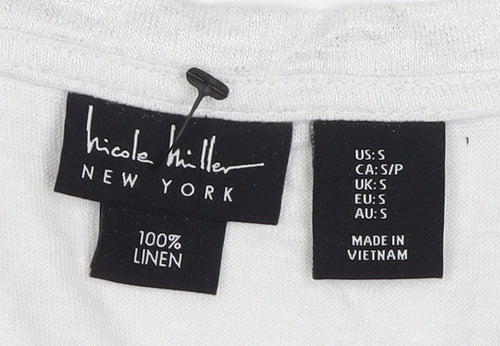 Nicole Miller
NEW YORK
100%
LINEN
US: S
CA: S/P
UK: S
EU: S
AU: S
MADE IN
VIETNAM